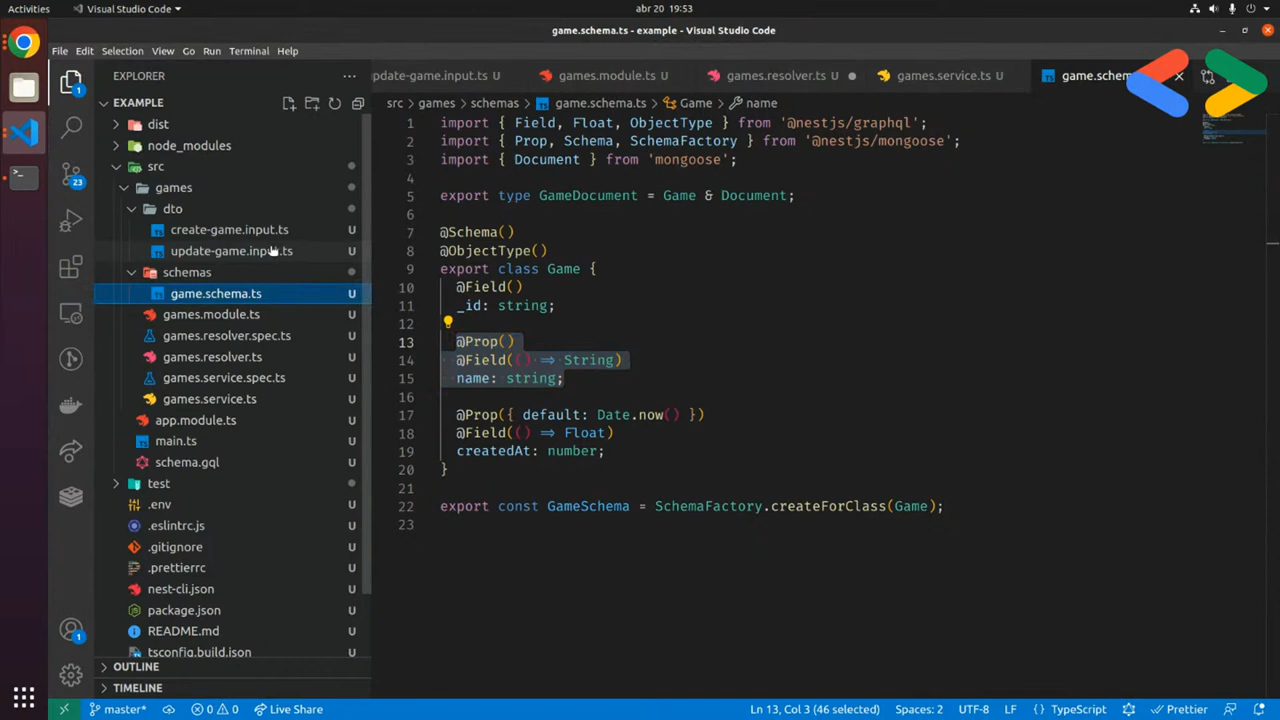 Activities
Visual Studio Code
abr 20 19:53
game.schema.ts - example - Visual Studio Code
File Edit Selection View Go Run Terminal Help
EXPLORER
EXAMPLE
dist
node_modules
src
games
dto
create-game.input.ts U
update-game.input.ts U
schemas
game.schema.ts U
games.module.ts U
games.resolver.spec.ts U
games.resolver.ts U
games.service.spec.ts U
games.service.ts U
app.module.ts U
main.ts U
schema.gql U
test
.env U
.eslintrc.js U
.gitignore U
.prettierrc U
nest-cli.json U
package.json U
README.md U
tsconfig.build.json U
OUTLINE
TIMELINE
1
23
1
pdate-game.input.ts U
games.module.ts U
games.resolver.ts U
games.service.ts U
game.schem
src > games > schemas > game.schema.ts > Game > name
1 import { Field, Float, ObjectType } from '@nestjs/graphql';
2 import { Prop, Schema, SchemaFactory } from '@nestjs/mongoose';
3 import { Document } from 'mongoose';
4
5 export type GameDocument = Game & Document;
6
7 @Schema()
8 @ObjectType()
9 export class Game {
10 @Field()
11 _id: string;
12
13 @Prop()
14 @Field(() => String)
15 name: string;
16
17 @Prop({ default: Date.now() })
18 @Field(() => Float)
19 createdAt: number;
20 }
21
22 export const GameSchema = SchemaFactory.createForClass(Game);
23
master* 0 0 Live Share
Ln 13, Col 3 (46 selected) Spaces: 2 UTF-8 LF { } TypeScript Prettier